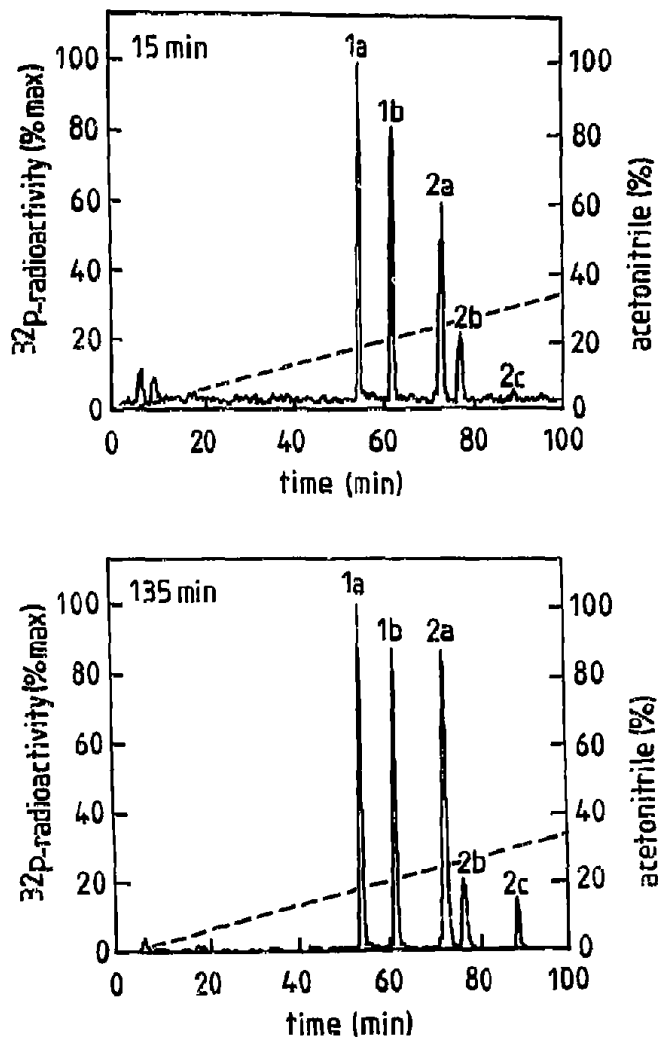 15 min
1a
1b
2a
2b
2c
32p-radioactivity (% max)
100
80
60
40
20
0
acetonitrile (%)
100
80
60
40
20
0
0 20 40 60 80 100
time (min)
135 min
1a
1b
2a
2b
2c
32p-radioactivity (% max)
100
80
60
40
20
0
acetonitrile (%)
100
80
60
40
20
0
0 20 40 60 80 100
time (min)